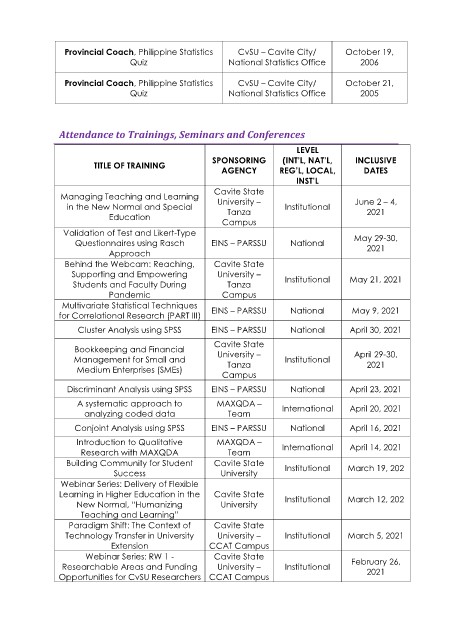 Provincial Coach, Philippine Statistics Quiz | CvSU – Cavite City/ National Statistics Office | October 19, 2006
Provincial Coach, Philippine Statistics Quiz | CvSU – Cavite City/ National Statistics Office | October 21, 2005
Attendance to Trainings, Seminars and Conferences
TITLE OF TRAINING | SPONSORING AGENCY | LEVEL (INT'L, NAT'L, REG'L, LOCAL, INST'L | INCLUSIVE DATES
Managing Teaching and Learning in the New Normal and Special Education | Cavite State University – Tanza Campus | Institutional | June 2 – 4, 2021
Validation of Test and Likert-Type Questionnaires using Rasch Approach | EINS – PARSSU | National | May 29-30, 2021
Behind the Webcam: Reaching, Supporting and Empowering Students and Faculty During Pandemic | Cavite State University – Tanza Campus | Institutional | May 21, 2021
Multivariate Statistical Techniques for Correlational Research (PART III) | EINS – PARSSU | National | May 9, 2021
Cluster Analysis using SPSS | EINS – PARSSU | National | April 30, 2021
Bookkeeping and Financial Management for Small and Medium Enterprises (SMEs) | Cavite State University – Tanza Campus | Institutional | April 29-30, 2021
Discriminant Analysis using SPSS | EINS – PARSSU | National | April 23, 2021
A systematic approach to analyzing coded data | MAXQDA – Team | International | April 20, 2021
Conjoint Analysis using SPSS | EINS – PARSSU | National | April 16, 2021
Introduction to Qualitative Research with MAXQDA | MAXQDA – Team | International | April 14, 2021
Building Community for Student Success | Cavite State University | Institutional | March 19, 202
Webinar Series: Delivery of Flexible Learning in Higher Education in the New Normal, "Humanizing Teaching and Learning" | Cavite State University | Institutional | March 12, 202
Paradigm Shift: The Context of Technology Transfer in University Extension | Cavite State University – CCAT Campus | Institutional | March 5, 2021
Webinar Series: RW 1 - Researchable Areas and Funding Opportunities for CvSU Researchers | Cavite State University – CCAT Campus | Institutional | February 26, 2021